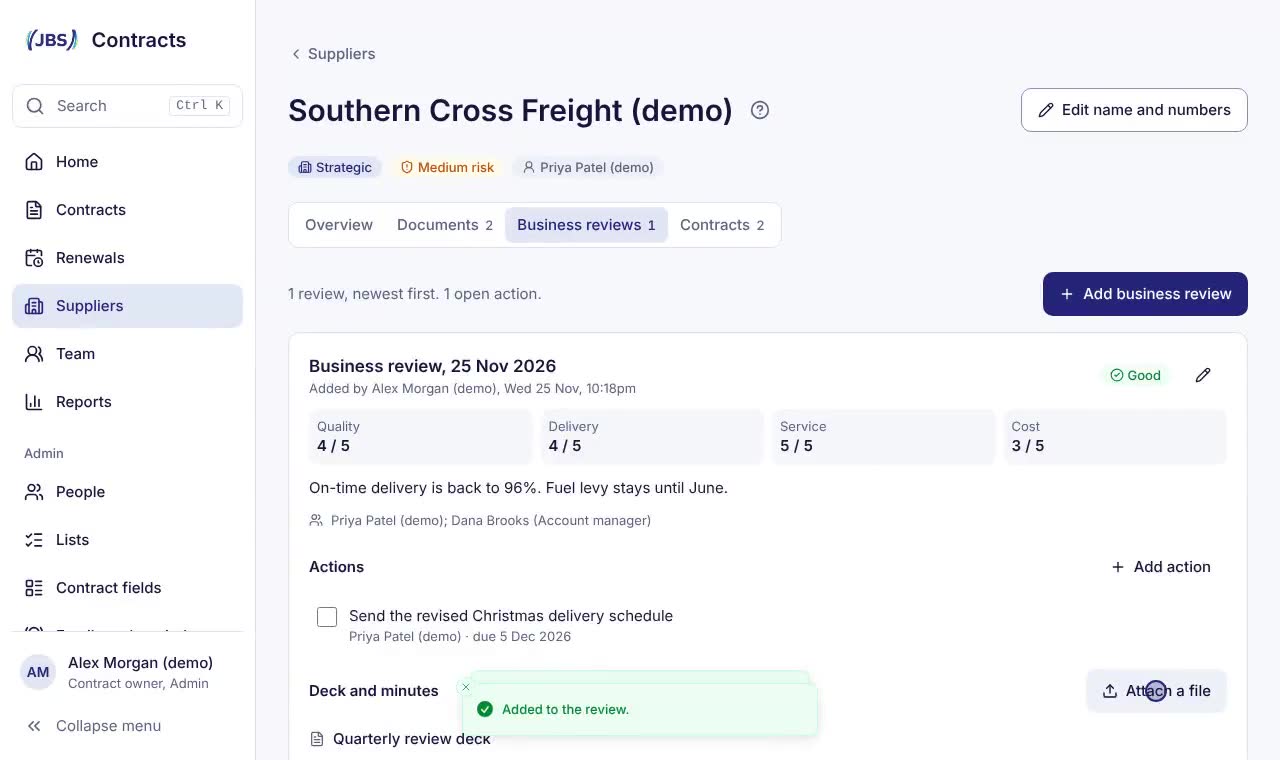 JBS Contracts
Search Ctrl K
Home
Contracts
Renewals
Suppliers
Team
Reports
Admin
People
Lists
Contract fields
AM
Alex Morgan (demo)
Contract owner, Admin
Collapse menu
Suppliers
Southern Cross Freight (demo)
Edit name and numbers
Strategic
Medium risk
Priya Patel (demo)
Overview
Documents 2
Business reviews 1
Contracts 2
1 review, newest first. 1 open action.
Add business review
Business review, 25 Nov 2026
Added by Alex Morgan (demo), Wed 25 Nov, 10:18pm
Good
Quality
4 / 5
Delivery
4 / 5
Service
5 / 5
Cost
3 / 5
On-time delivery is back to 96%. Fuel levy stays until June.
Priya Patel (demo); Dana Brooks (Account manager)
Actions
Add action
Send the revised Christmas delivery schedule
Priya Patel (demo) · due 5 Dec 2026
Deck and minutes
Attach a file
Added to the review.
Quarterly review deck